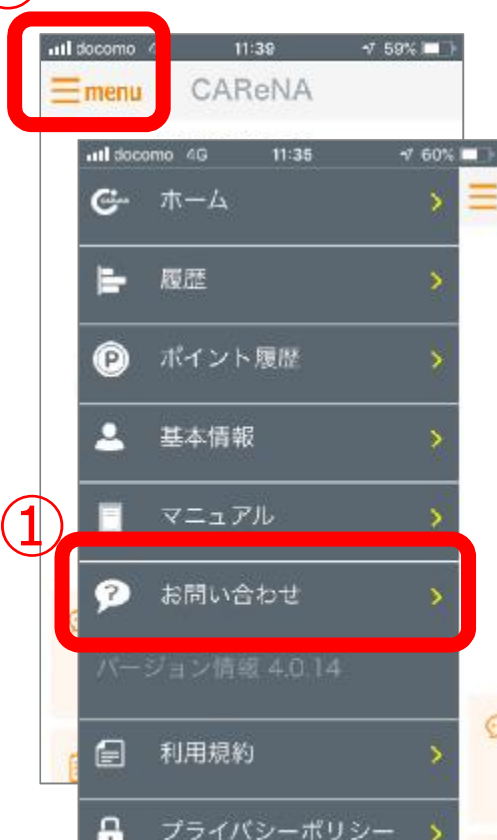 docomo 11:39 59%
menu CAReNA
docomo 4G 11:35 60%
ホーム
履歴
ポイント履歴
P
基本情報
マニュアル
①
お問い合わせ
?
バージョン情報 4.0.14
利用規約
プライバシーポリシー